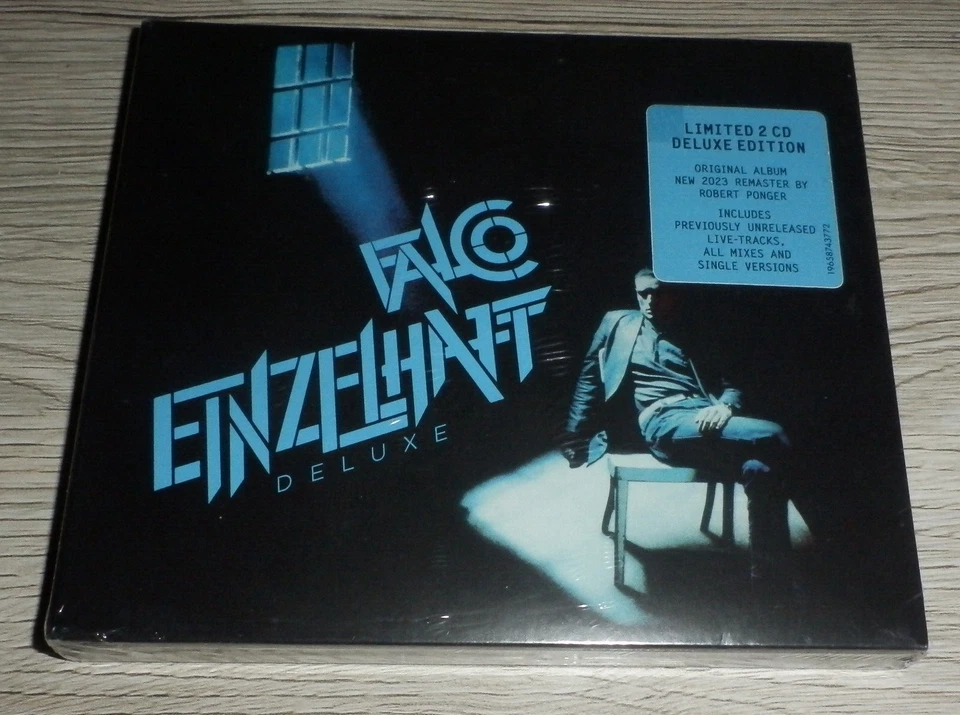 FALCO
EINZELHAFT
DELUXE
LIMITED 2 CD
DELUXE EDITION
ORIGINAL ALBUM
NEW 2023 REMASTER BY
ROBERT PONGER
INCLUDES
PREVIOUSLY UNRELEASED
LIVE-TRACKS,
ALL MIXES AND
SINGLE VERSIONS
19658743772